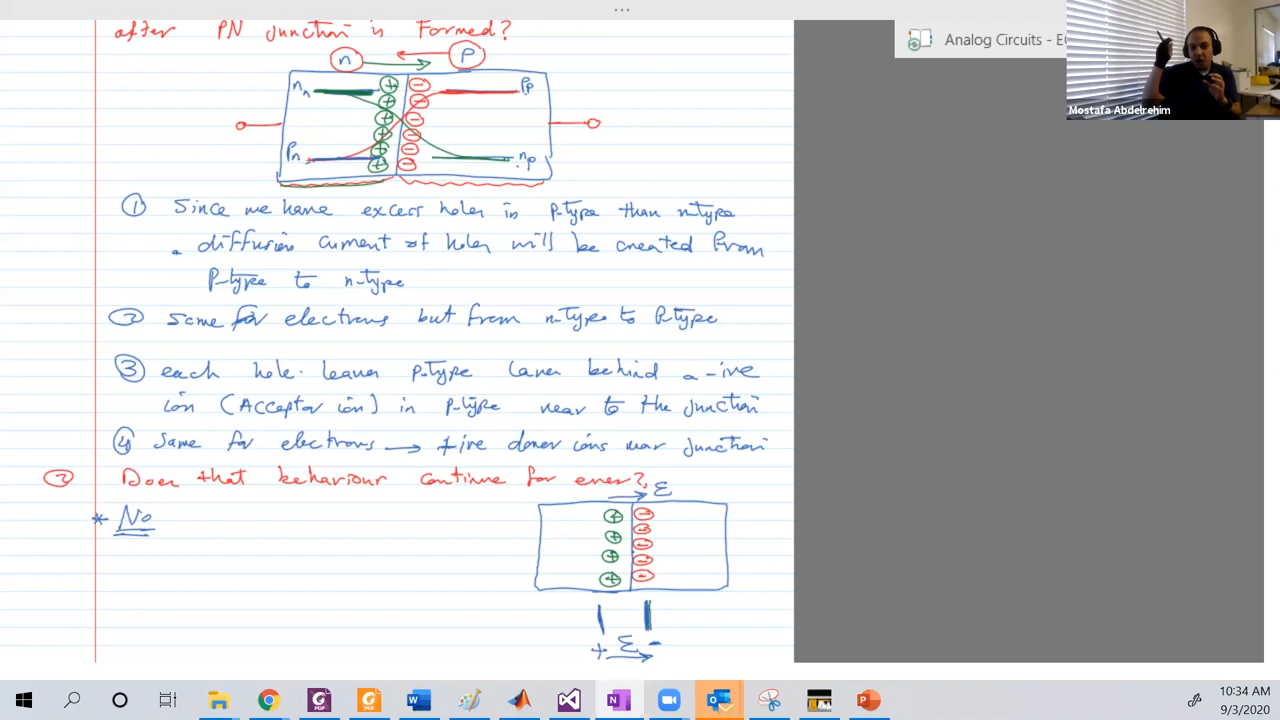 after PN junction is Formed?
n P
nn Pp
Pn np
① Since we have excess holes in p-type than n-type
diffusion current of holes will be created from
P-type to n-type
② Same for electrons but from n-type to P-type
③ each hole leaves p-type leaves behind a -ive
ion (Acceptor ion) in p-type near to the junction
④ same for electrons → +ive donor ions near junction
② Does that behaviour continue for ever?
ε
* No
+ ε -
Analog Circuits - E
Mostafa Abdelrehim
10:34 AM
9/3/2020